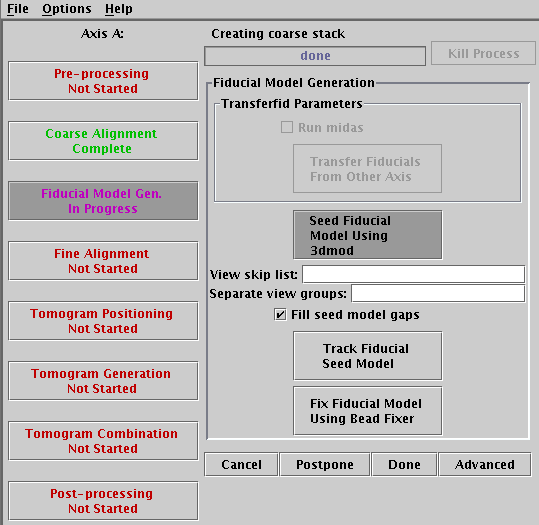 File Options Help
Axis A:
Pre-processing
Not Started
Coarse Alignment
Complete
Fiducial Model Gen.
In Progress
Fine Alignment
Not Started
Tomogram Positioning
Not Started
Tomogram Generation
Not Started
Tomogram Combination
Not Started
Post-processing
Not Started
Creating coarse stack
done
Kill Process
Fiducial Model Generation
Transferfid Parameters
Run midas
Transfer Fiducials
From Other Axis
Seed Fiducial
Model Using
3dmod
View skip list:
Separate view groups:
Fill seed model gaps
Track Fiducial
Seed Model
Fix Fiducial Model
Using Bead Fixer
Cancel Postpone Done Advanced